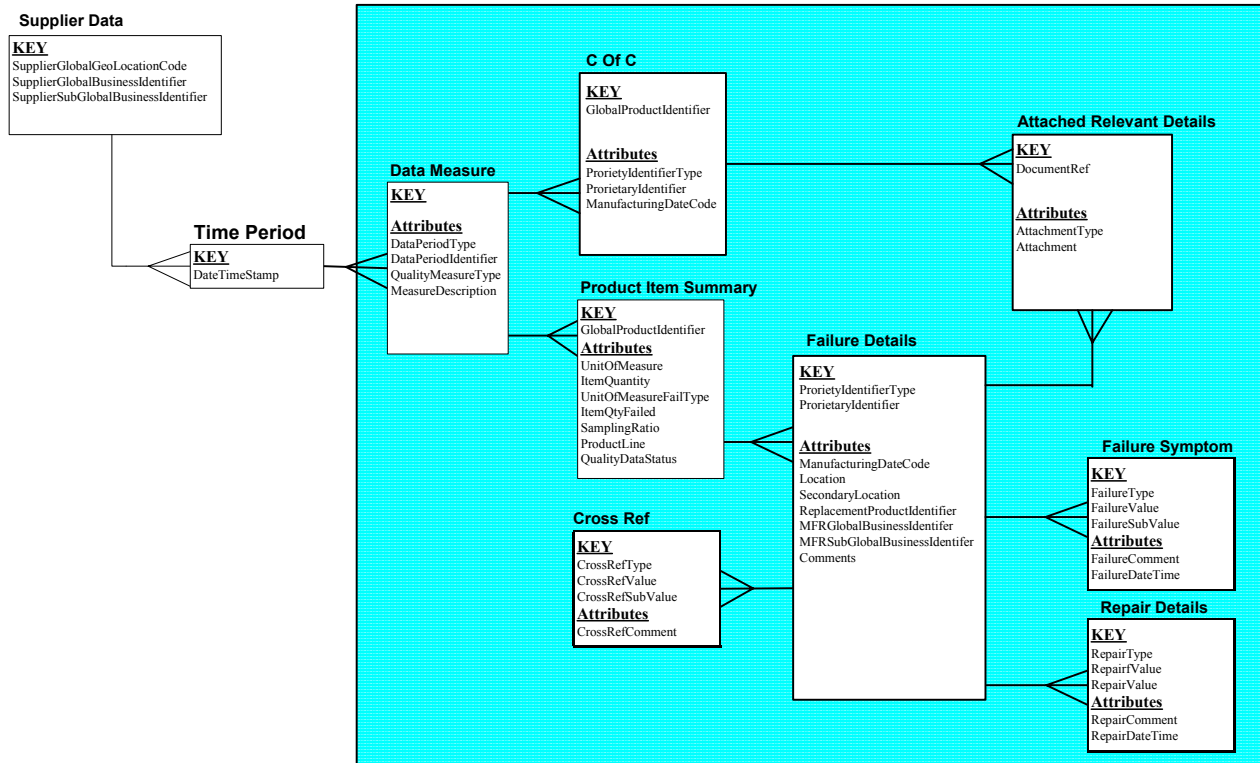 Supplier Data
KEY
SupplierGlobalGeoLocationCode
SupplierGlobalBusinessIdentifier
SupplierSubGlobalBusinessIdentifier
Time Period
KEY
DateTimeStamp
Data Measure
KEY
Attributes
DataPeriodType
DataPeriodIdentifier
QualityMeasureType
MeasureDescription
C Of C
KEY
GlobalProductIdentifier
Attributes
ProrietyIdentifierType
ProrietaryIdentifier
ManufacturingDateCode
Product Item Summary
KEY
GlobalProductIdentifier
Attributes
UnitOfMeasure
ItemQuantity
UnitOfMeasureFailType
ItemQtyFailed
SamplingRatio
ProductLine
QualityDataStatus
Cross Ref
KEY
CrossRefType
CrossRefValue
CrossRefSubValue
Attributes
CrossRefComment
Failure Details
KEY
ProrietyIdentifierType
ProrietaryIdentifier
Attributes
ManufacturingDateCode
Location
SecondaryLocation
ReplacementProductIdentifier
MFRGlobalBusinessIdentifer
MFRSubGlobalBusinessIdentifer
Comments
Attached Relevant Details
KEY
DocumentRef
Attributes
AttachmentType
Attachment
Failure Symptom
KEY
FailureType
FailureValue
FailureSubValue
Attributes
FailureComment
FailureDateTime
Repair Details
KEY
RepairType
RepairfValue
RepairValue
Attributes
RepairComment
RepairDateTime